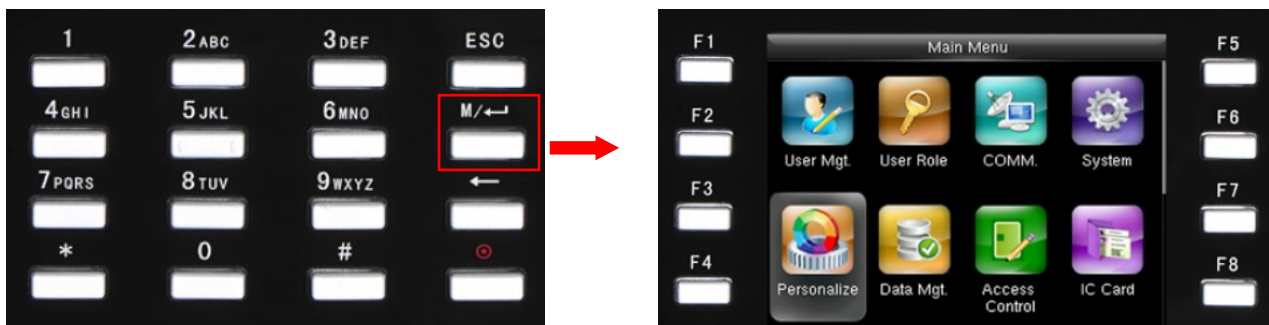 1 2ABC 3DEF ESC
4GHI 5JKL 6MNO M/↵
7PQRS 8TUV 9WXYZ ←
* 0 #
F1 Main Menu F5
F2 F6
User Mgt. User Role COMM. System
F3 F7
F4 F8
Personalize Data Mgt. Access Control IC Card